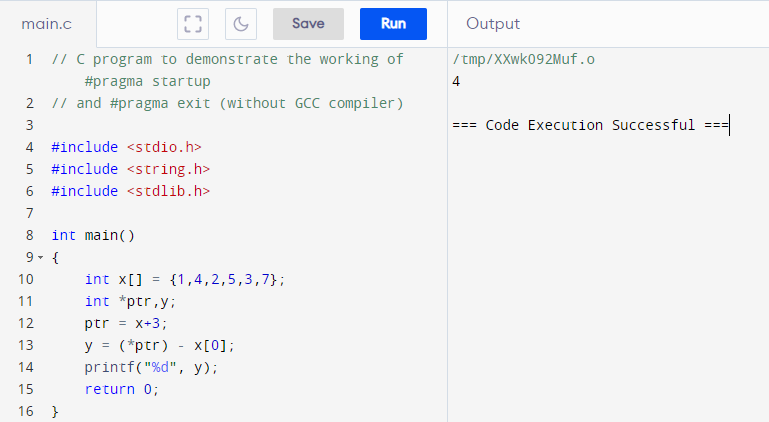 main.c
Save
Run
Output
1 // C program to demonstrate the working of
#pragma startup
2 // and #pragma exit (without GCC compiler)
3
4 #include <stdio.h>
5 #include <string.h>
6 #include <stdlib.h>
7
8 int main()
9 {
10 int x[] = {1,4,2,5,3,7};
11 int *ptr,y;
12 ptr = x+3;
13 y = (*ptr) - x[0];
14 printf("%d", y);
15 return 0;
16 }
/tmp/XXwkO92Muf.o
4
=== Code Execution Successful ===